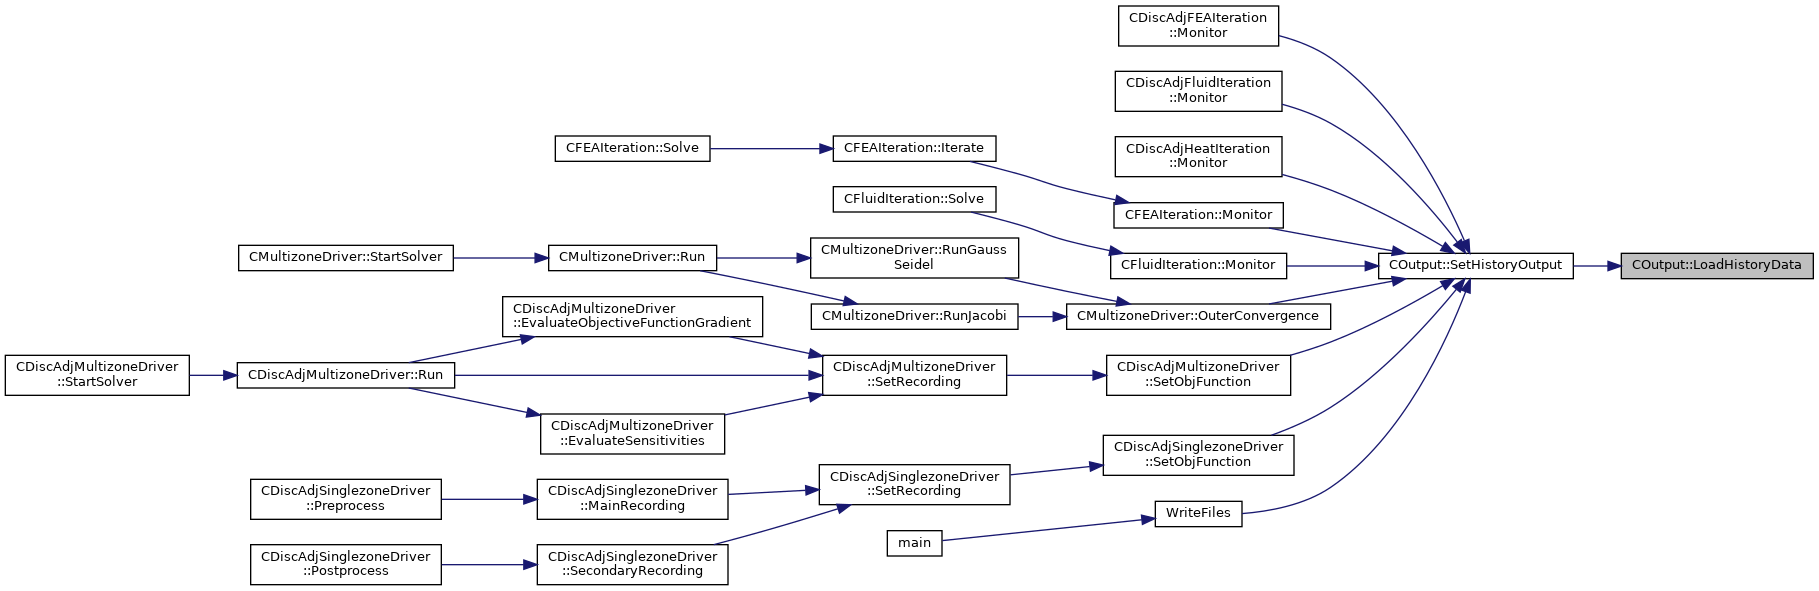 CDiscAdjFEAIteration
::Monitor
CDiscAdjFluidIteration
::Monitor
CDiscAdjHeatIteration
::Monitor
CFEAIteration::Solve
CFEAIteration::Iterate
CFluidIteration::Solve
CFEAIteration::Monitor
CMultizoneDriver::StartSolver
CMultizoneDriver::Run
CMultizoneDriver::RunGauss
Seidel
CFluidIteration::Monitor
COutput::SetHistoryOutput
COutput::LoadHistoryData
CDiscAdjMultizoneDriver
::EvaluateObjectiveFunctionGradient
CMultizoneDriver::RunJacobi
CMultizoneDriver::OuterConvergence
CDiscAdjMultizoneDriver
::StartSolver
CDiscAdjMultizoneDriver::Run
CDiscAdjMultizoneDriver
::SetRecording
CDiscAdjMultizoneDriver
::SetObjFunction
CDiscAdjMultizoneDriver
::EvaluateSensitivities
CDiscAdjSinglezoneDriver
::SetObjFunction
CDiscAdjSinglezoneDriver
::Preprocess
CDiscAdjSinglezoneDriver
::MainRecording
CDiscAdjSinglezoneDriver
::SetRecording
WriteFiles
main
CDiscAdjSinglezoneDriver
::Postprocess
CDiscAdjSinglezoneDriver
::SecondaryRecording